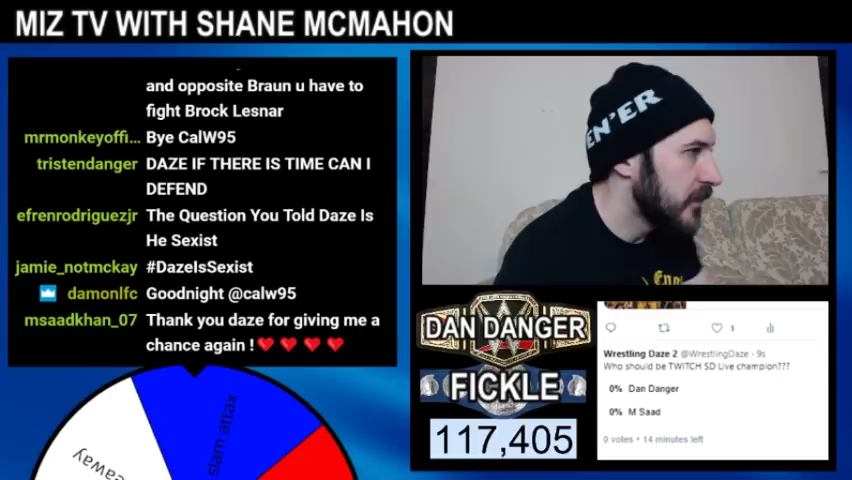 MIZ TV WITH SHANE MCMAHON
and opposite Braun u have to
fight Brock Lesnar
mrmonkeyoffi... Bye CalW95
tristendanger DAZE IF THERE IS TIME CAN I
DEFEND
efrenrodriguezjr The Question You Told Daze Is
He Sexist
jamie_notmckay #DazeIsSexist
damonlfc Goodnight @calw95
msaadkhan_07 Thank you daze for giving me a
chance again !
eaway
slam attax
EN'ER
DAN DANGER
FICKLE
117,405
1
Wrestling Daze 2 @WrestlingDaze - 9s
Who should be TWITCH SD Live champion???
0% Dan Danger
0% M Saad
0 votes • 14 minutes left